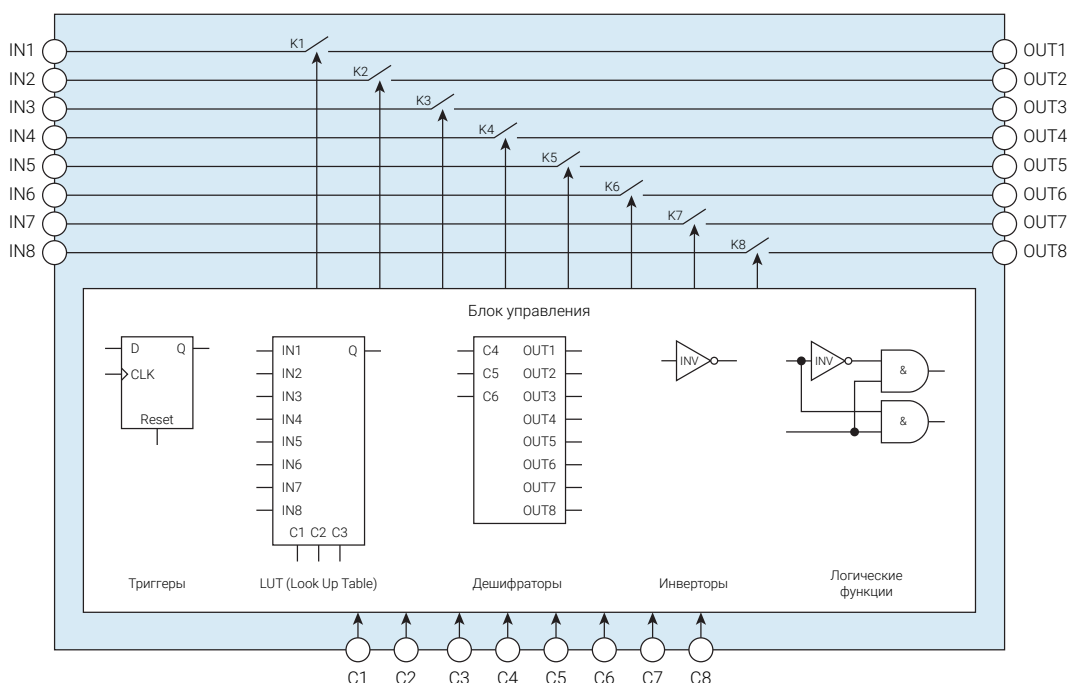 IN1 K1 OUT1
IN2 K2 OUT2
IN3 K3 OUT3
IN4 K4 OUT4
IN5 K5 OUT5
IN6 K6 OUT6
IN7 K7 OUT7
IN8 K8 OUT8
Блок управления
D Q
CLK
Reset
IN1 Q
IN2
IN3
IN4
IN5
IN6
IN7
IN8
C1 C2 C3
C4 OUT1
C5 OUT2
C6 OUT3
OUT4
OUT5
OUT6
OUT7
OUT8
INV
INV
&
&
Триггеры
LUT (Look Up Table)
Дешифраторы
Инверторы
Логические
функции
C1 C2 C3 C4 C5 C6 C7 C8